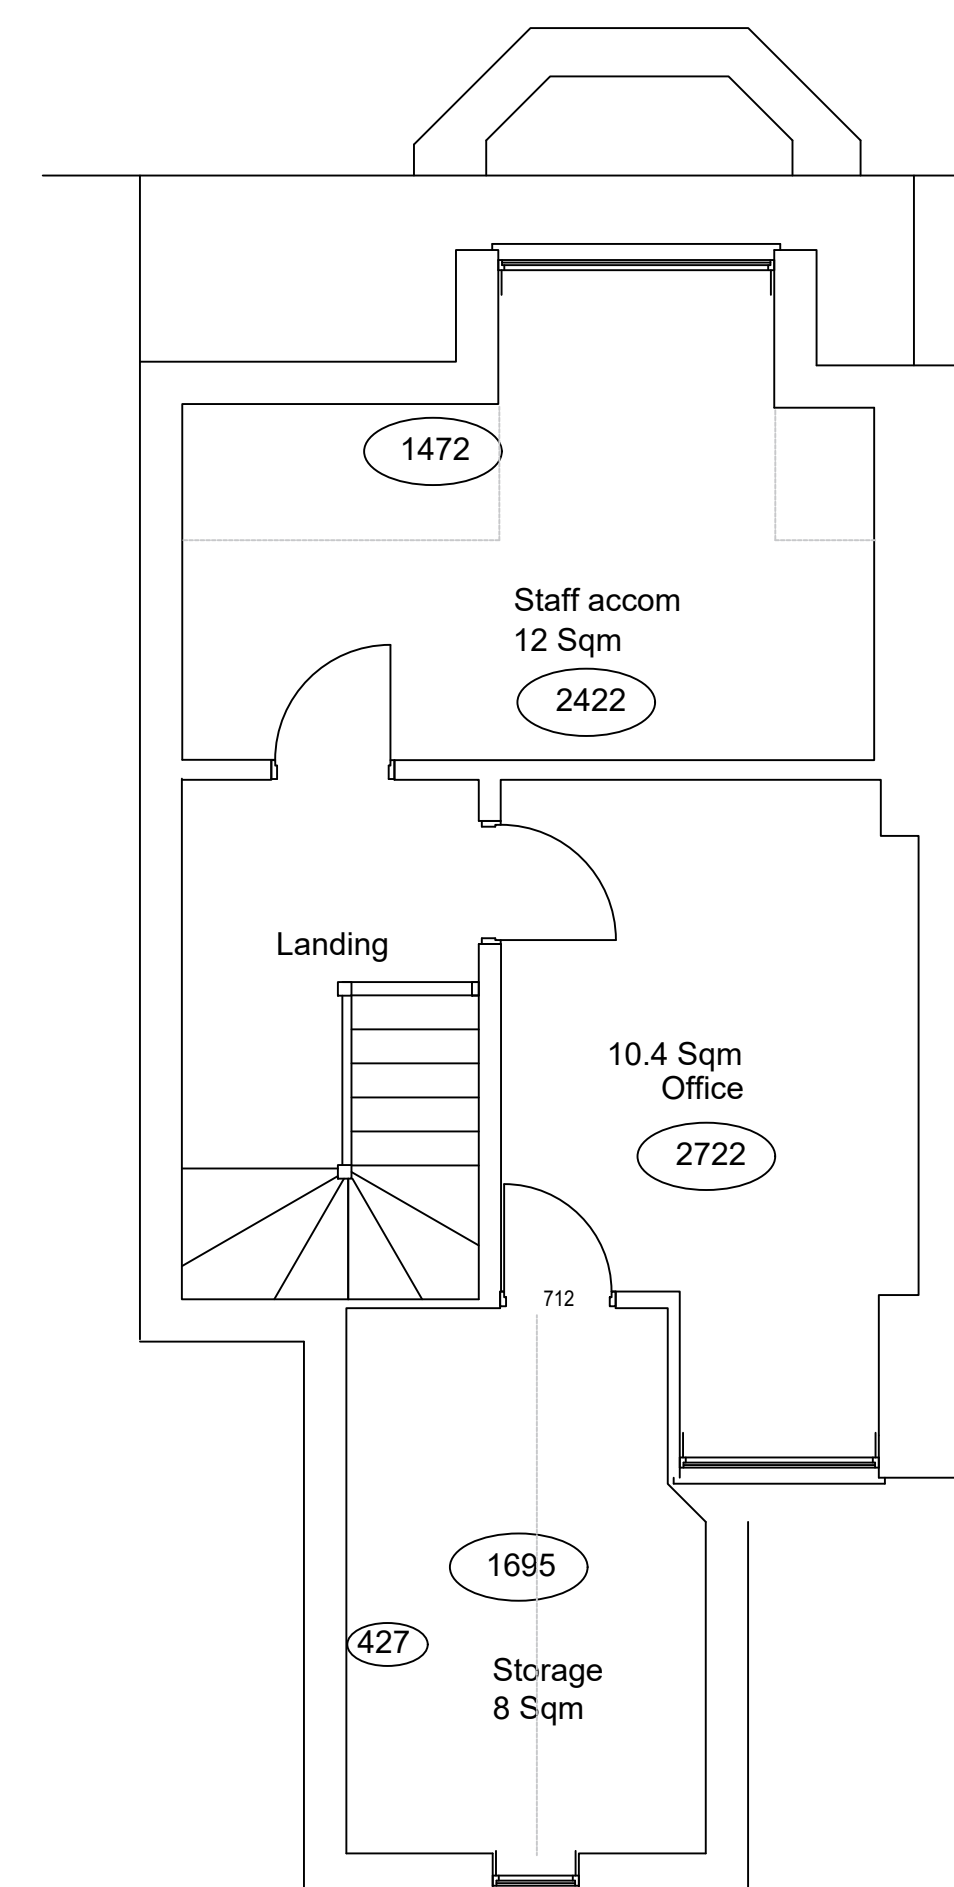 1472
Staff accom
12 Sqm
2422
Landing
10.4 Sqm
Office
2722
712
1695
427
Storage
8 Sqm